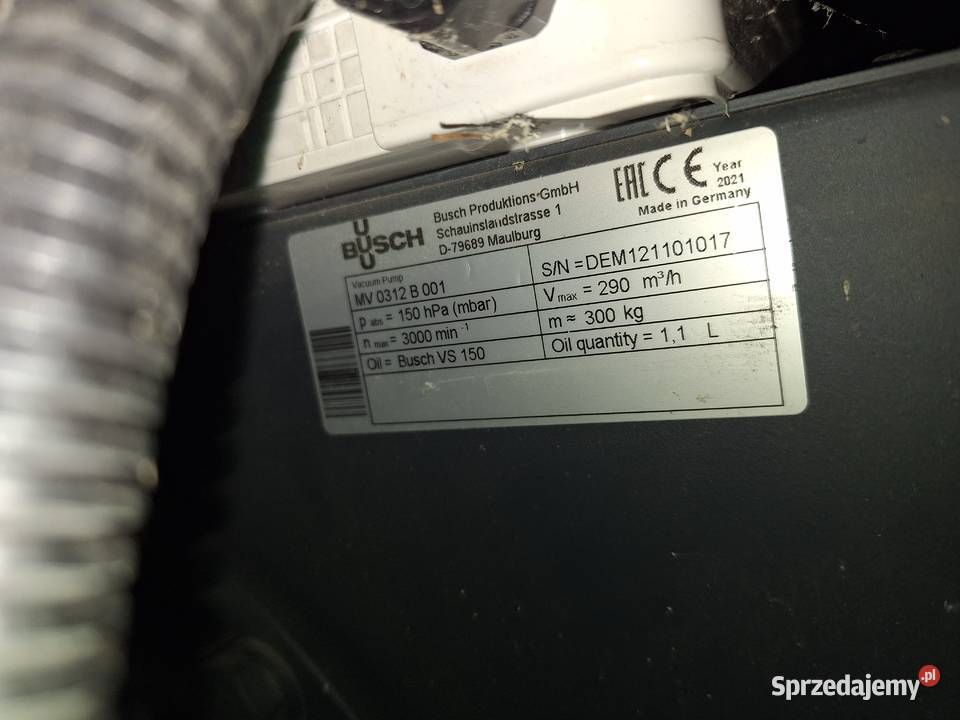 BUSCH
Busch Produktions GmbH
Schauinslandstrasse 1
D-79689 Maulburg
EAC CE Year
2021
Made in Germany
Vacuum Pump
MV 0312 B 001
S/N =DEM121101017
p abs = 150 hPa (mbar)
V max = 290 m³/h
n max = 3000 min -1
m ≈ 300 kg
Oil = Busch VS 150
Oil quantity = 1,1 L
Sprzedajemy.pl